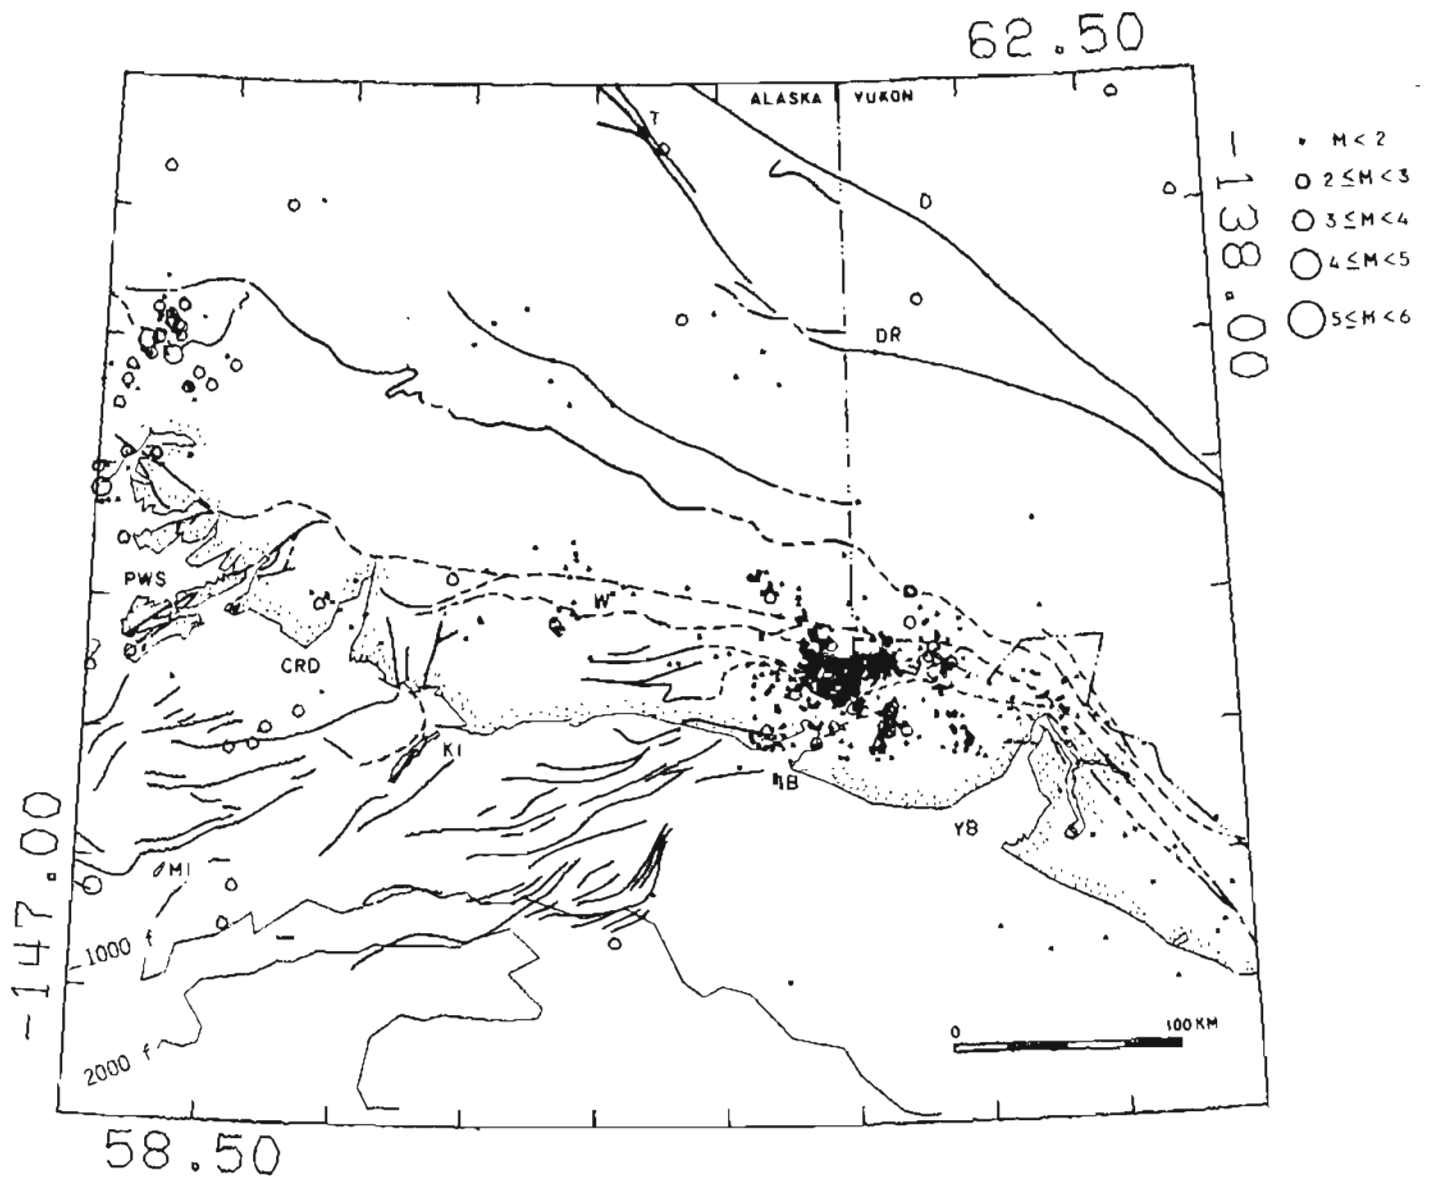 62.50
ALASKA YUKON
T
-138.00
M < 2
2 ≤ M < 3
3 ≤ M < 4
4 ≤ M < 5
5 ≤ M < 6
DR
PWS
W
CRD
KI
YB
MI
-147.00
1000 f
2000 f
0 100 KM
58.50